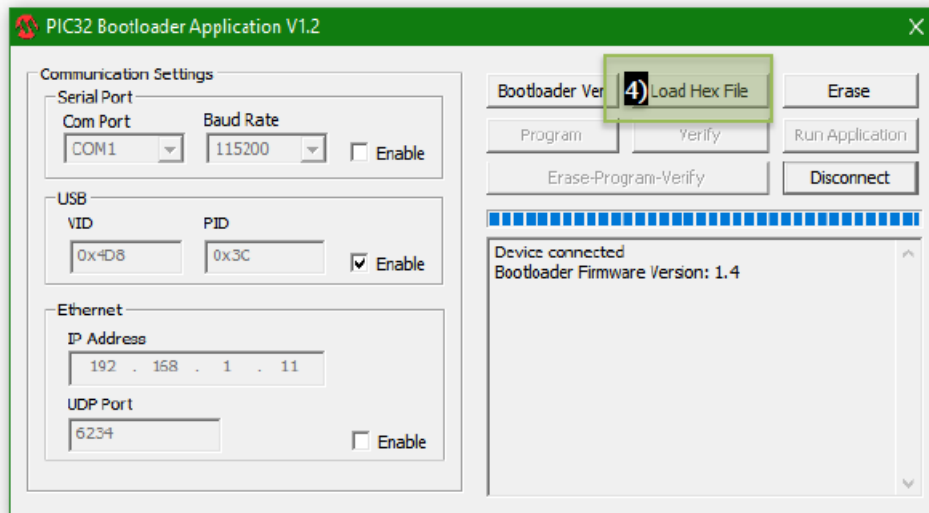 PIC32 Bootloader Application V1.2
Communication Settings
Serial Port
Com Port Baud Rate
COM1 115200 Enable
USB
VID PID
0x4D8 0x3C Enable
Ethernet
IP Address
192 . 168 . 1 . 11
UDP Port
6234 Enable
Bootloader Ver 4) Load Hex File Erase
Program Verify Run Application
Erase-Program-Verify Disconnect
Device connected
Bootloader Firmware Version: 1.4